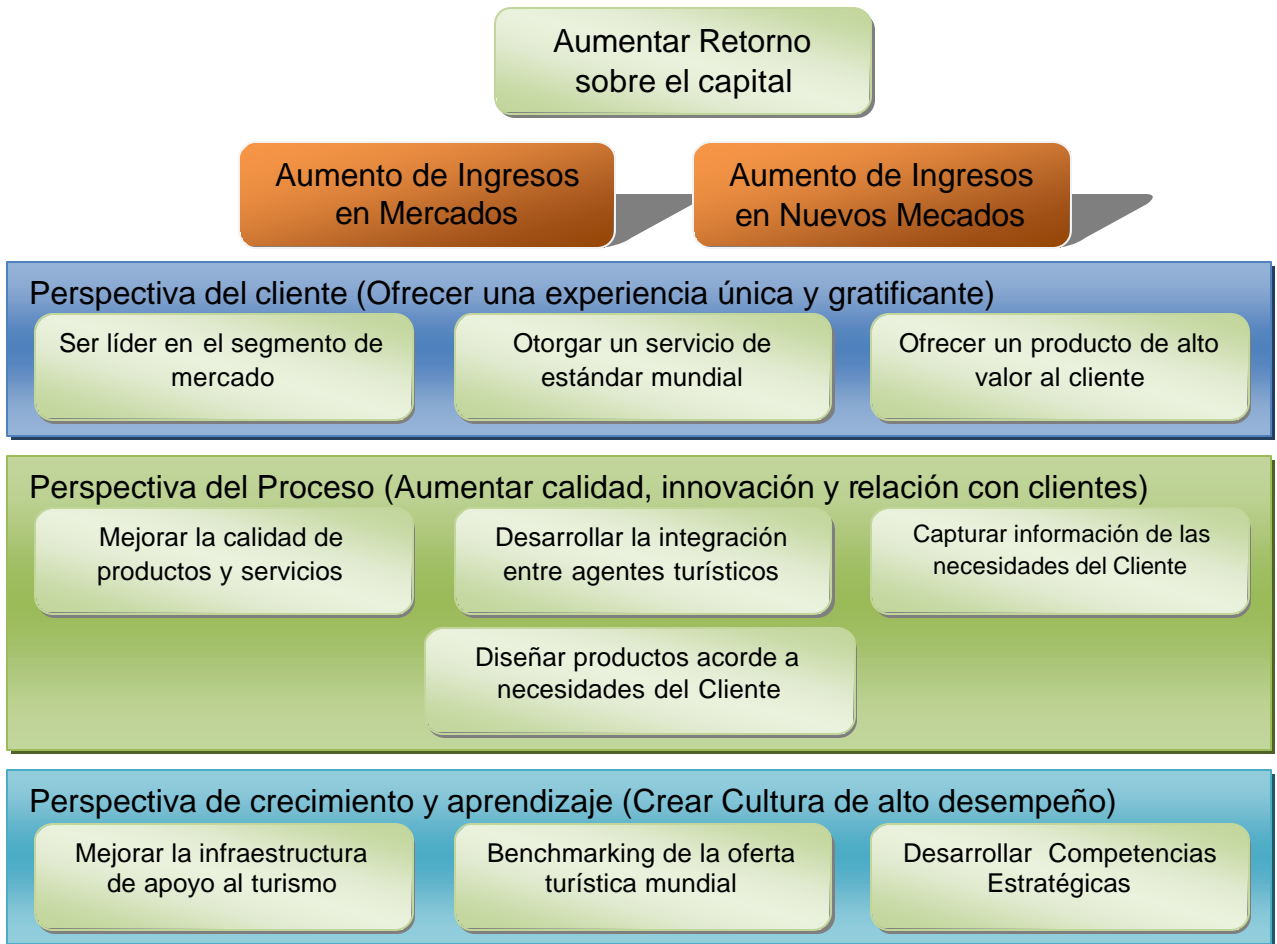 Aumentar Retorno
sobre el capital
Aumento de Ingresos
en Mercados
Aumento de Ingresos
en Nuevos Mecados
Perspectiva del cliente (Ofrecer una experiencia única y gratificante)
Ser líder en el segmento de
mercado
Otorgar un servicio de
estándar mundial
Ofrecer un producto de alto
valor al cliente
Perspectiva del Proceso (Aumentar calidad, innovación y relación con clientes)
Mejorar la calidad de
productos y servicios
Desarrollar la integración
entre agentes turísticos
Capturar información de las
necesidades del Cliente
Diseñar productos acorde a
necesidades del Cliente
Perspectiva de crecimiento y aprendizaje (Crear Cultura de alto desempeño)
Mejorar la infraestructura
de apoyo al turismo
Benchmarking de la oferta
turística mundial
Desarrollar Competencias
Estratégicas